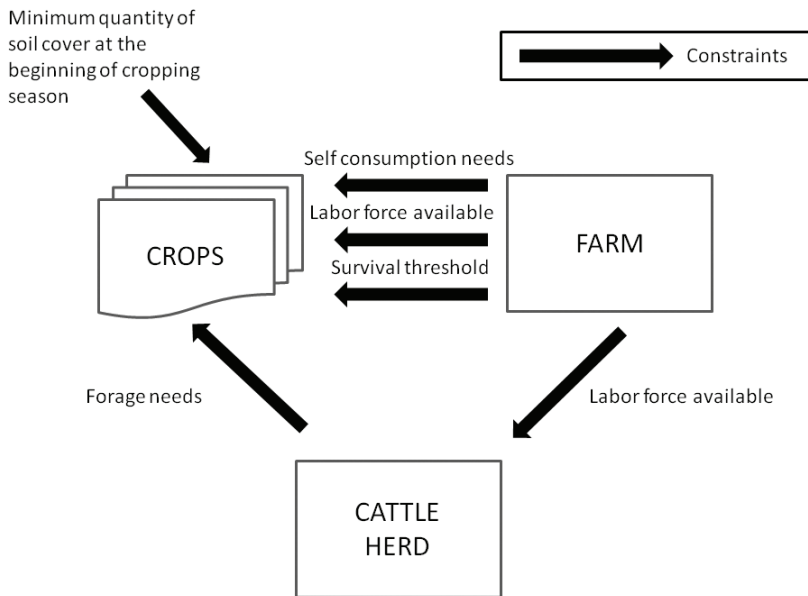 Minimum quantity of
soil cover at the
beginning of cropping
season
Constraints
Self consumption needs
Labor force available
Survival threshold
CROPS
FARM
Forage needs
Labor force available
CATTLE
HERD